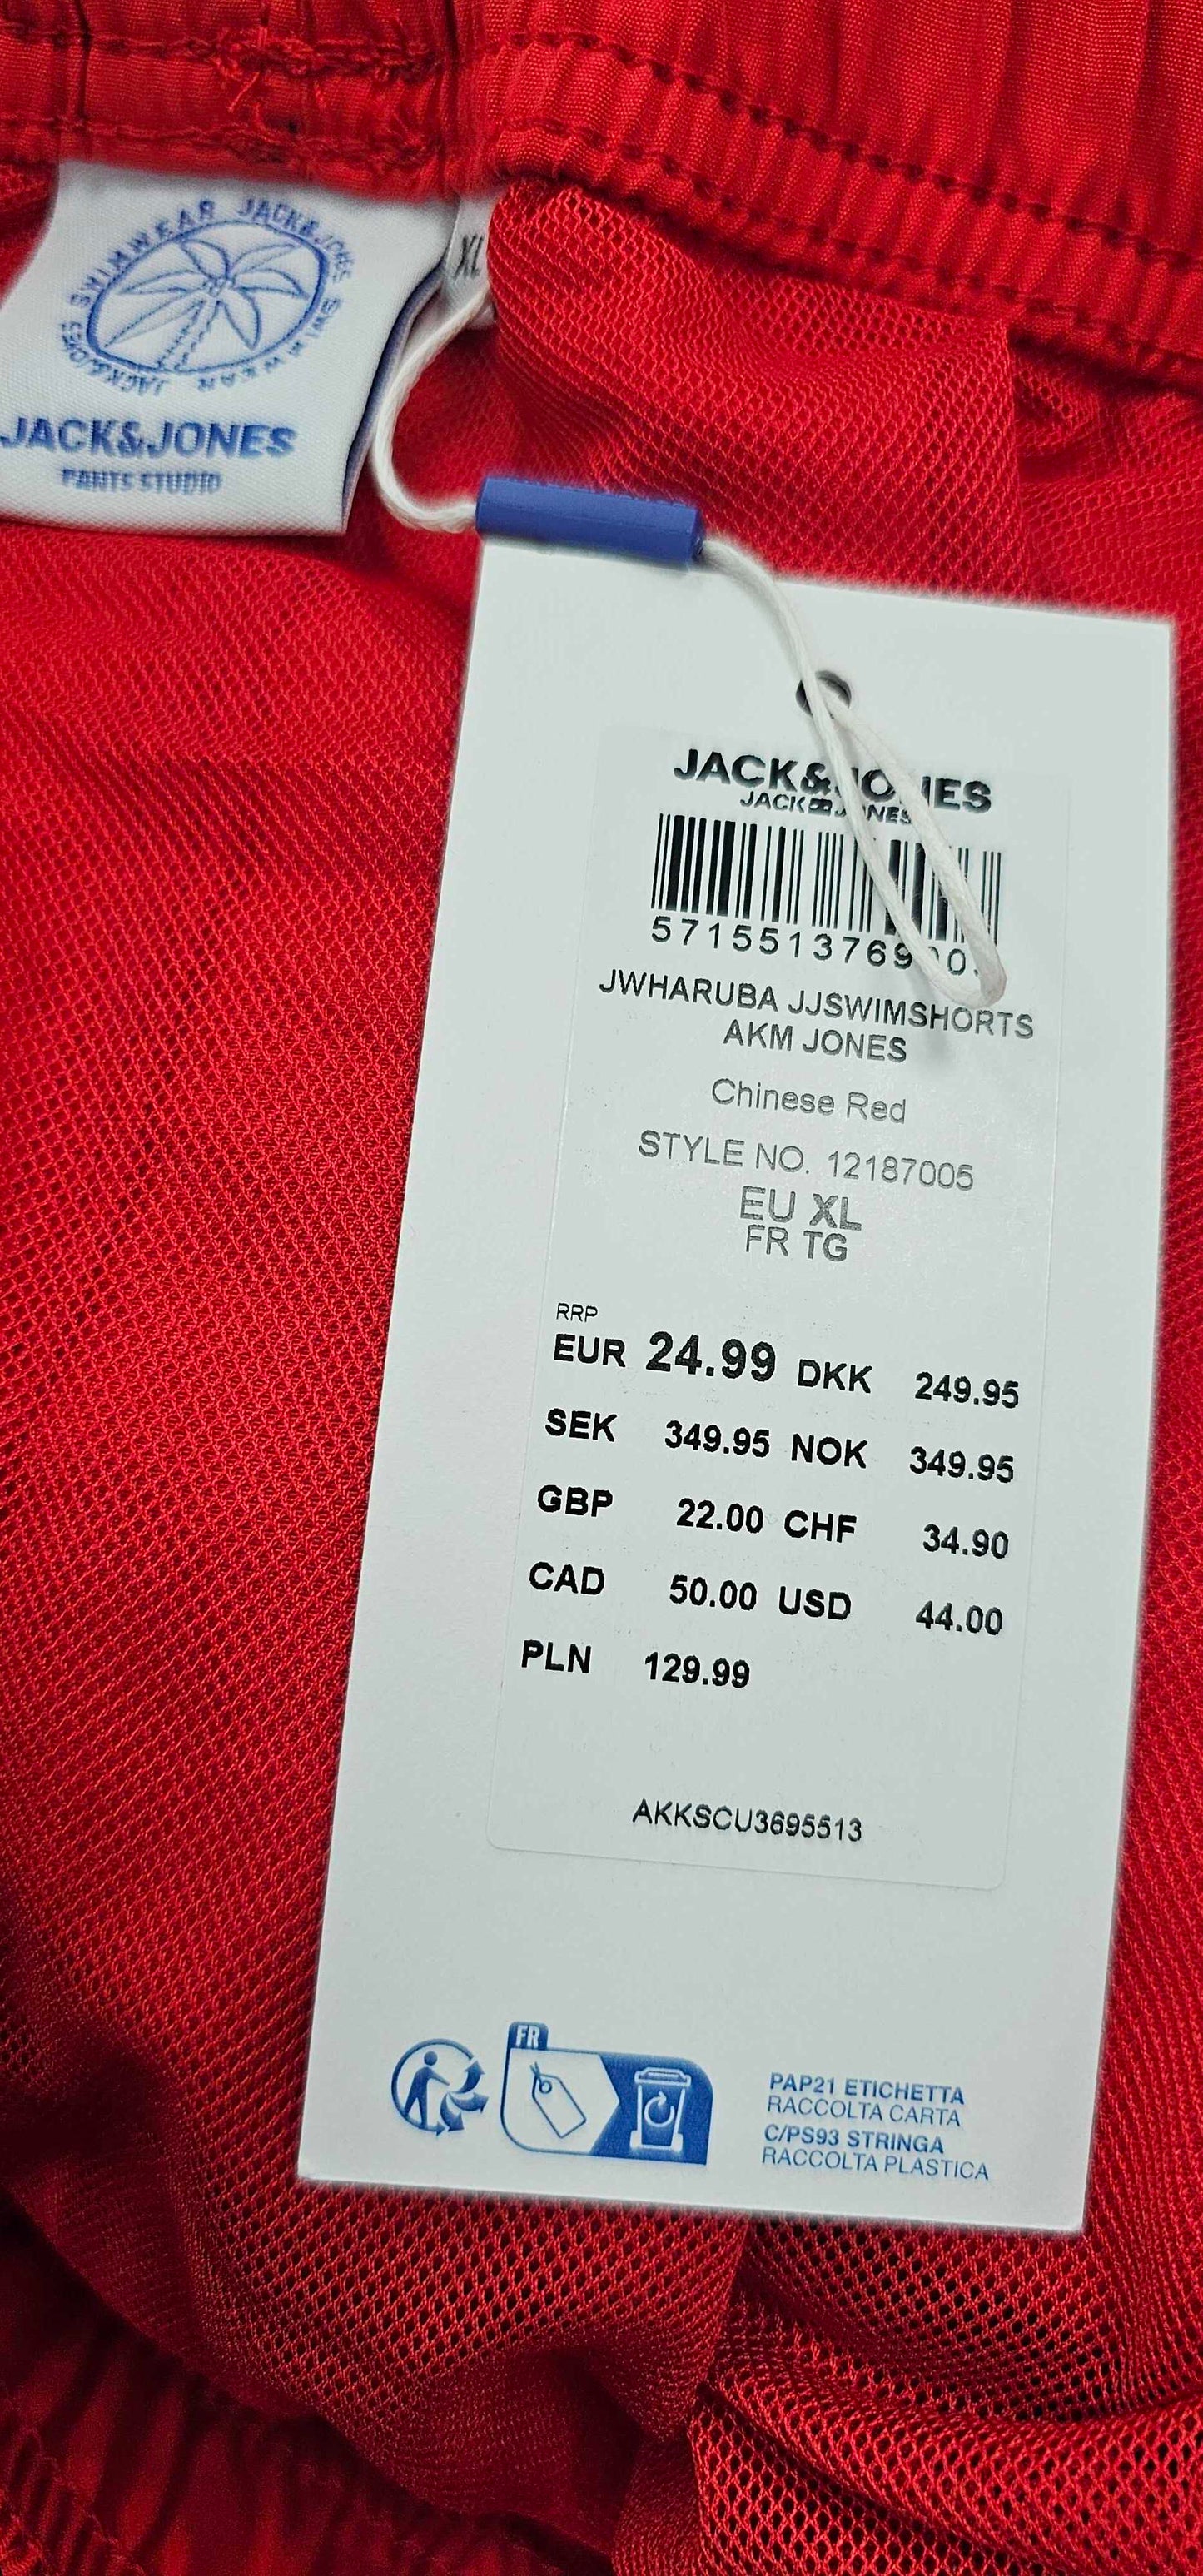 JACK&JONES SWIMWEAR JACK&JONES SWIMWEAR
JACK&JONES
PANTS STUDIO
XL
JACK&JONES
JACK JONES
JWHARUBA JJSWIMSHORTS
AKM JONES
Chinese Red
STYLE NO. 12187005
EU XL
FR TG
RRP
EUR 24.99 DKK 249.95
SEK 349.95 NOK 349.95
GBP 22.00 CHF 34.90
CAD 50.00 USD 44.00
PLN 129.99
AKKSCU3695513
FR
PAP21 ETICHETTA
RACCOLTA CARTA
C/PS93 STRINGA
RACCOLTA PLASTICA